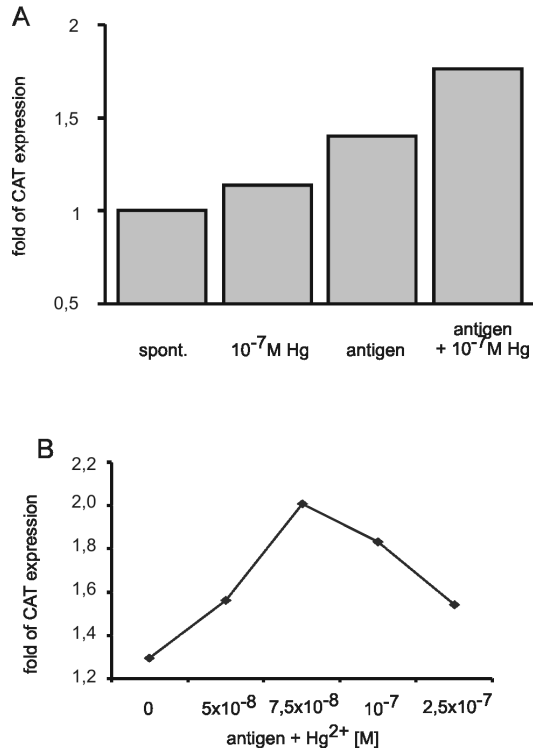 A
fold of CAT expression
2
1,5
1
0,5
spont.
10-7M Hg
antigen
antigen
+ 10-7M Hg
B
fold of CAT expression
2,2
2,0
1,8
1,6
1,4
1,2
0
5x10-8
7,5x10-8
10-7
2,5x10-7
antigen + Hg2+ [M]